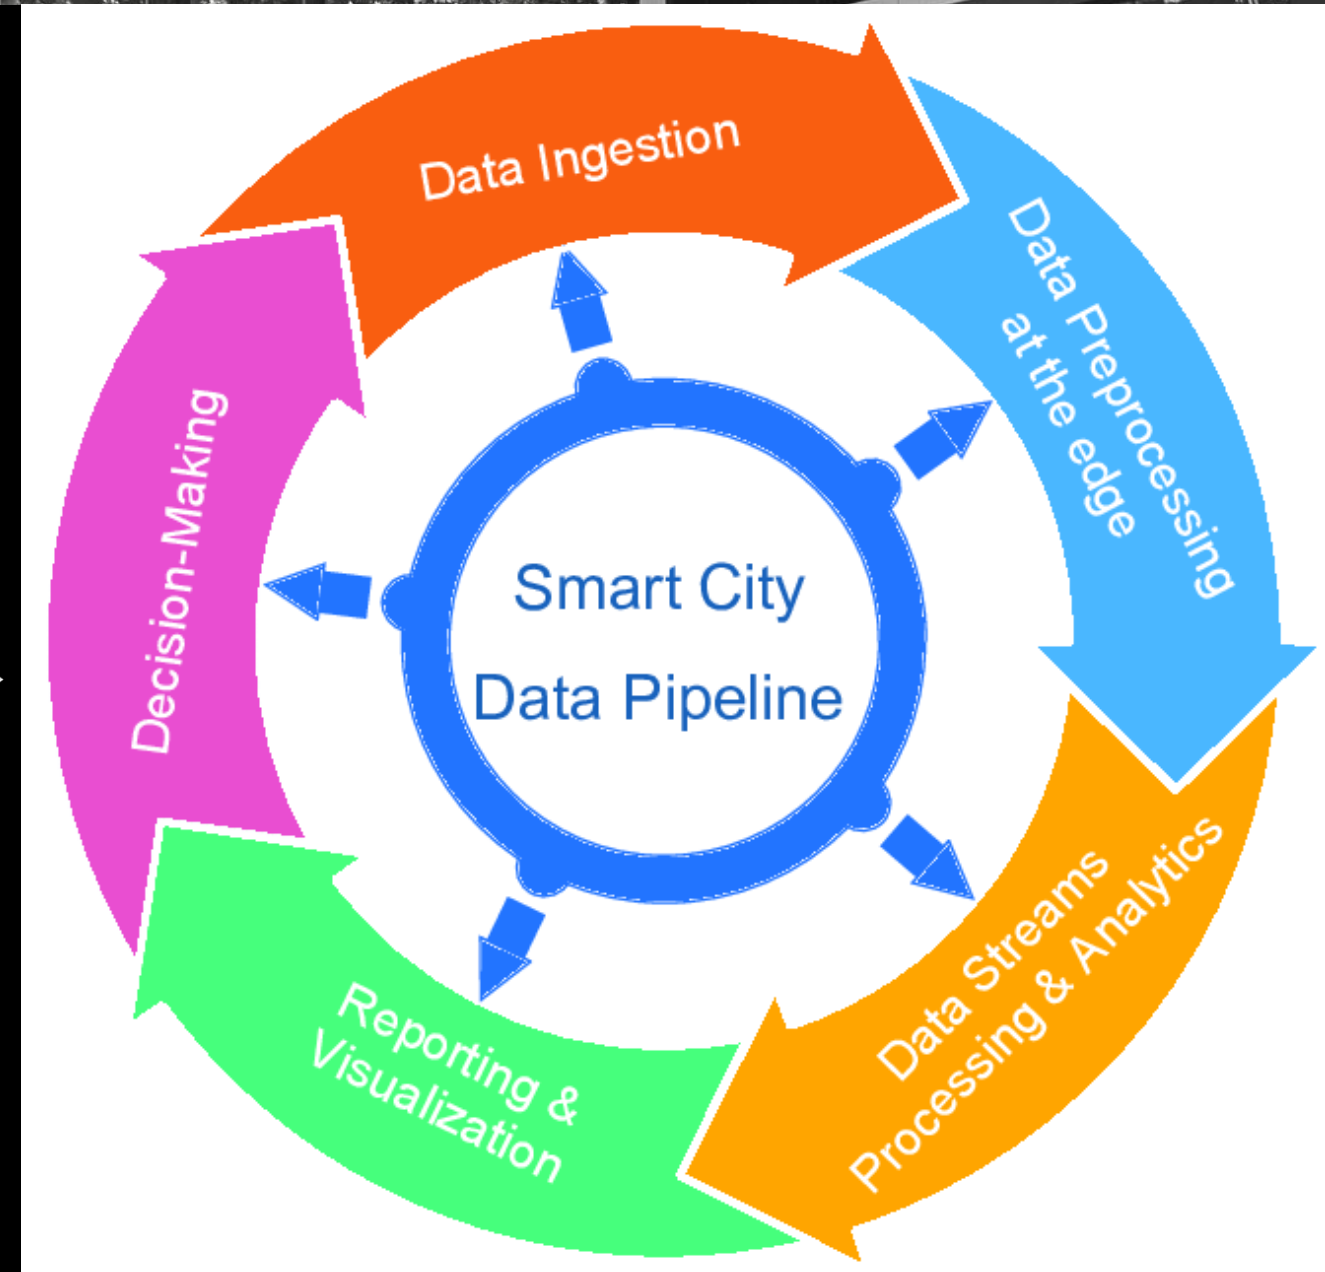 Data Ingestion
Data Preprocessing
at the edge
Data Streams
Processing & Analytics
Reporting &
Visualization
Decision-Making
Smart City
Data Pipeline